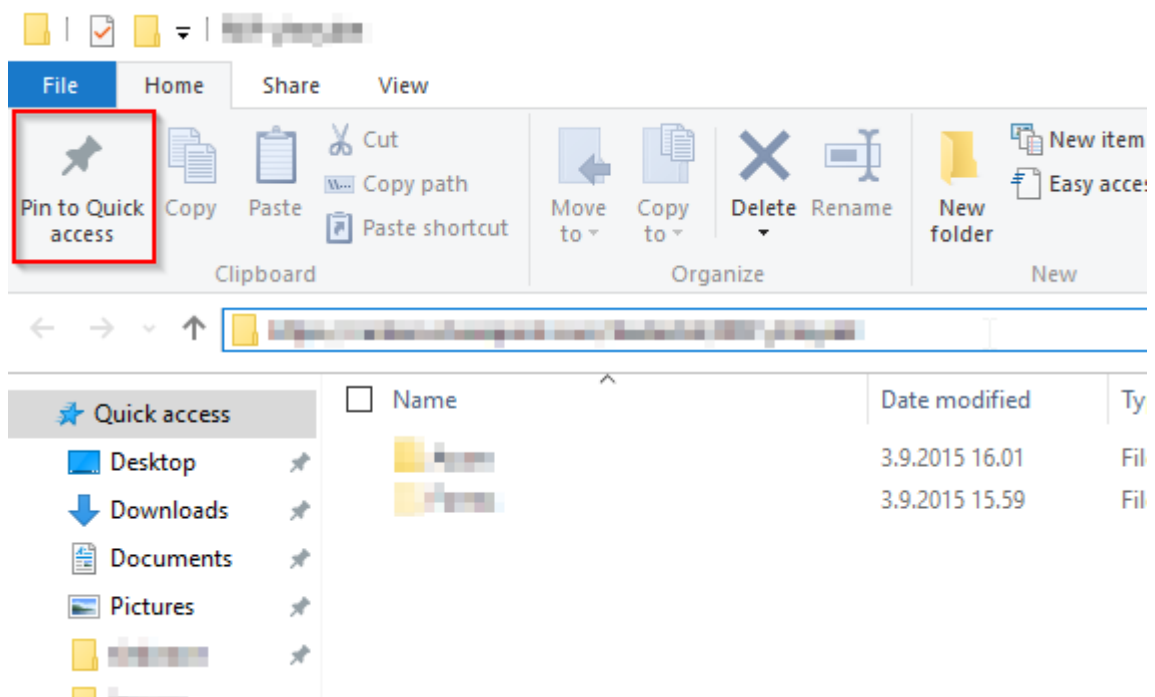 File Home Share View
Pin to Quick access
Copy
Paste
Cut
Copy path
Paste shortcut
Clipboard
Move to
Copy to
Delete
Rename
Organize
New folder
New item
Easy acces
New
Quick access
Name Date modified Ty
Desktop
3.9.2015 16.01 Fil
Downloads
3.9.2015 15.59 Fil
Documents
Pictures